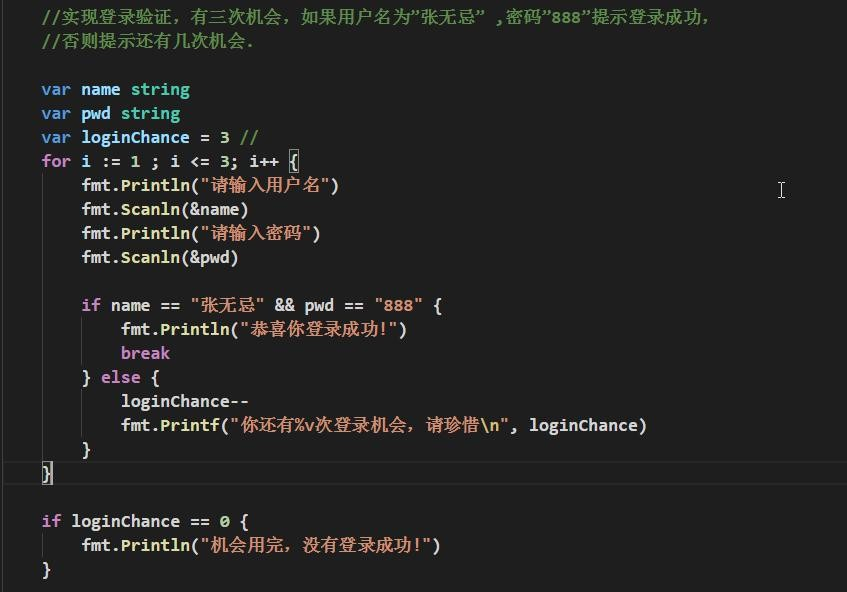 //实现登录验证，有三次机会，如果用户名为”张无忌” ,密码”888”提示登录成功，
//否则提示还有几次机会.
var name string
var pwd string
var loginChance = 3 //
for i := 1 ; i <= 3; i++ {
fmt.Println("请输入用户名")
fmt.Scanln(&name)
fmt.Println("请输入密码")
fmt.Scanln(&pwd)
if name == "张无忌" && pwd == "888" {
fmt.Println("恭喜你登录成功!")
break
} else {
loginChance--
fmt.Printf("你还有%v次登录机会，请珍惜\n", loginChance)
}
}
if loginChance == 0 {
fmt.Println("机会用完，没有登录成功!")
}